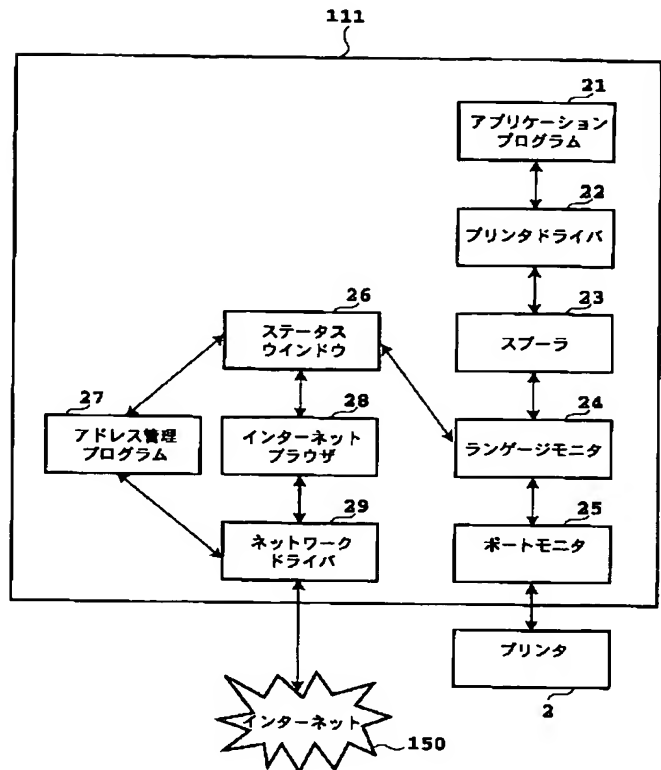 111
21
アプリケーション
プログラム
22
プリンタドライバ
23
スプーラ
26
ステータス
ウインドウ
27
アドレス管理
プログラム
28
インターネット
ブラウザ
24
ランゲージモニタ
29
ネットワーク
ドライバ
25
ポートモニタ
プリンタ
2
インターネット
150